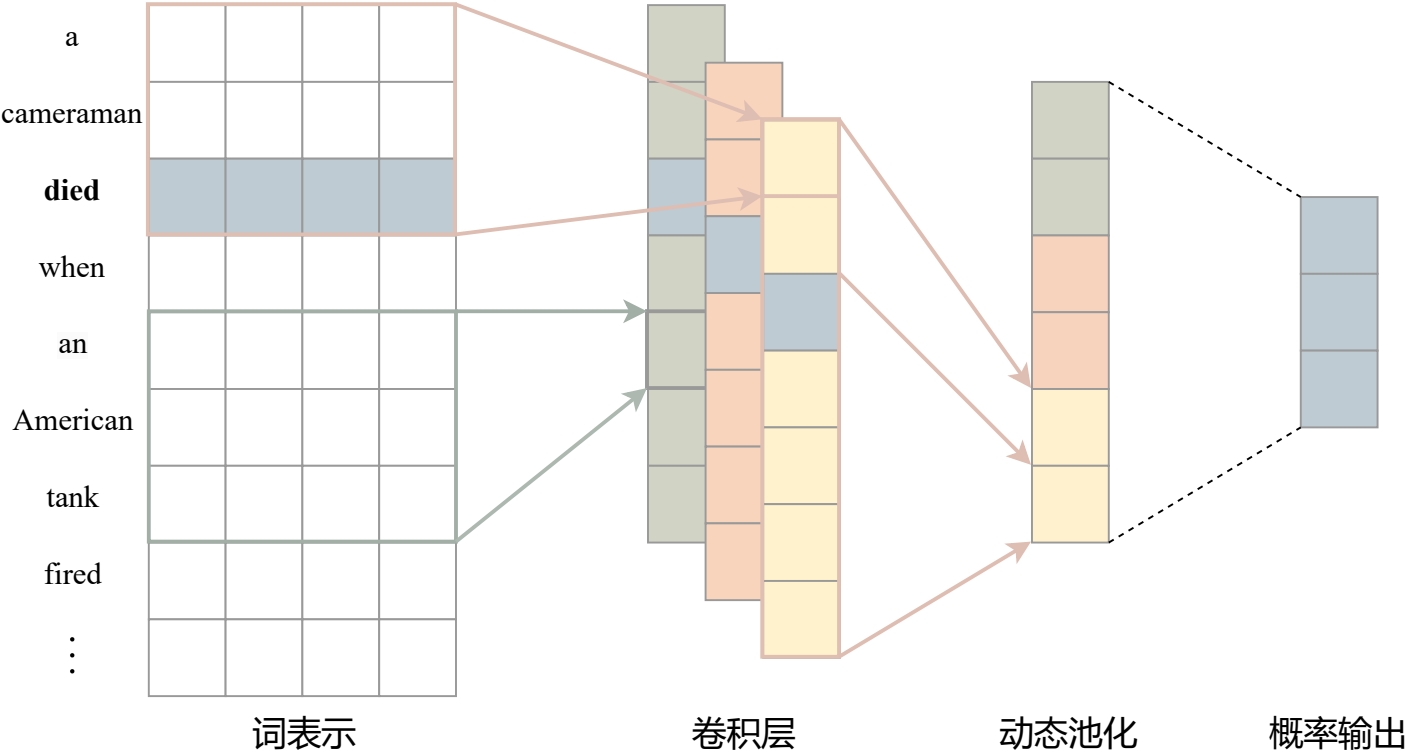 a
cameraman
died
when
an
American
tank
fired
⋮
词表示
卷积层
动态池化
概率输出